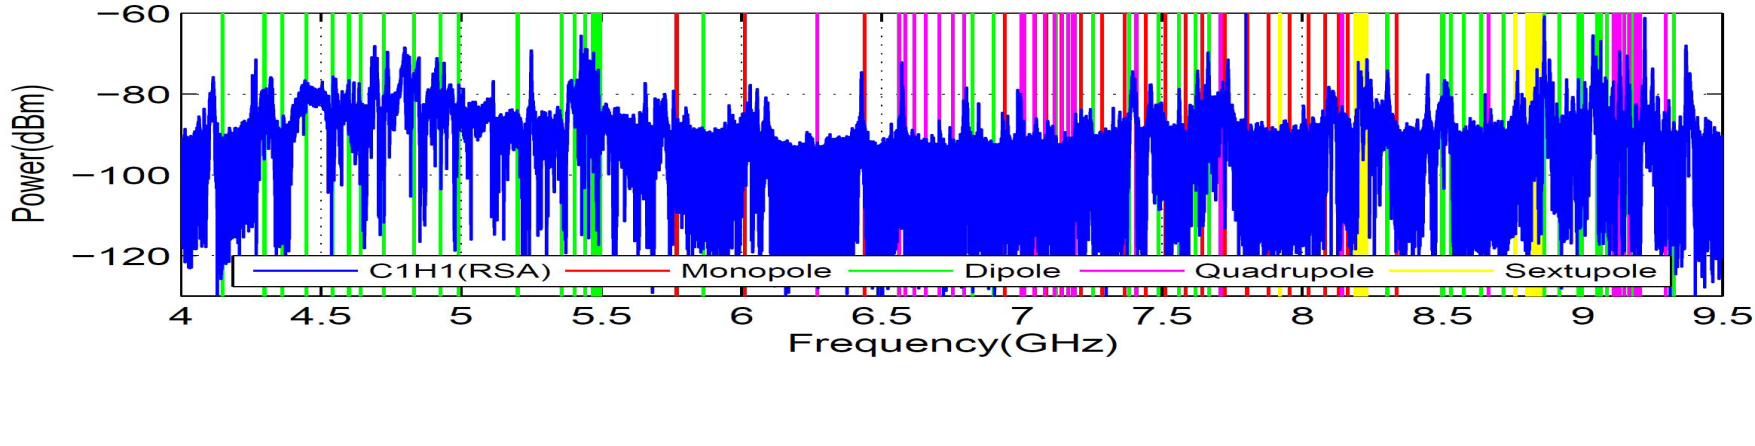 −60
−80
−100
−120
Power(dBm)
C1H1(RSA) Monopole Dipole Quadrupole Sextupole
4 4.5 5 5.5 6 6.5 7 7.5 8 8.5 9 9.5
Frequency(GHz)